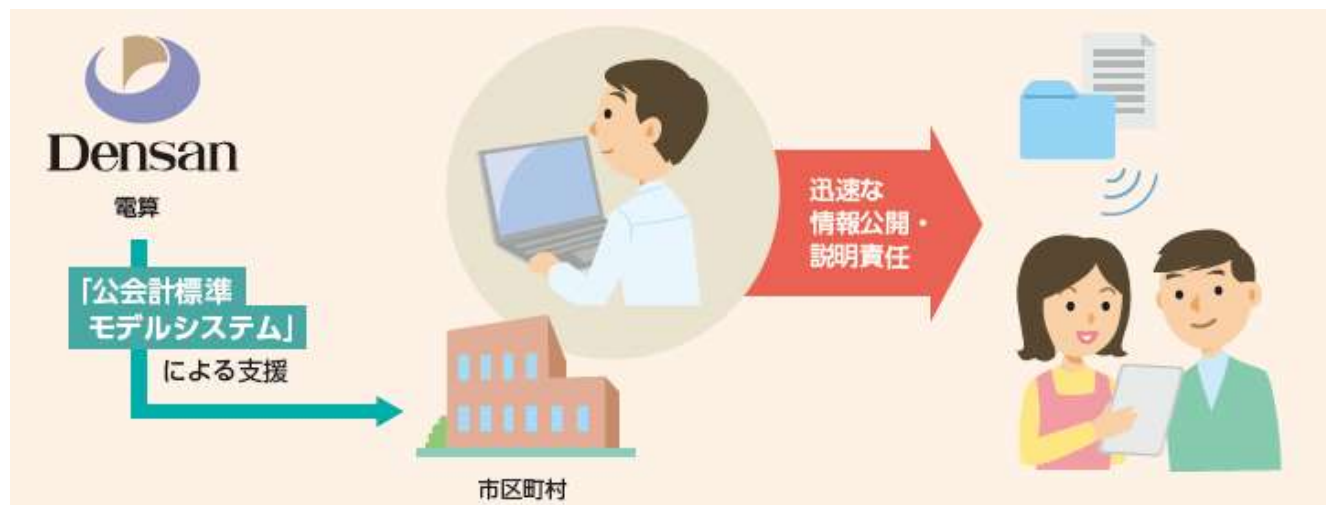 Densan
電算
「公会計標準
モデルシステム」
による支援
市区町村
迅速な
情報公開・
説明責任